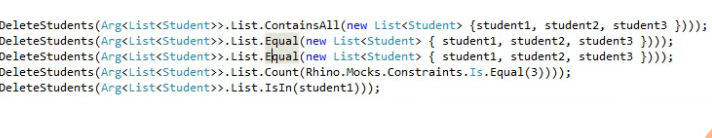 DeleteStudents(Arg<List<Student>>.List.ContainsAll(new List<Student> {student1, student2, student3 })));
DeleteStudents(Arg<List<Student>>.List.Equal(new List<Student> { student1, student2, student3 })));
DeleteStudents(Arg<List<Student>>.List.Equal(new List<Student> { student1, student2, student3 })));
DeleteStudents(Arg<List<Student>>.List.Count(Rhino.Mocks.Constraints.Is.Equal(3))));
DeleteStudents(Arg<List<Student>>.List.IsIn(student1)));